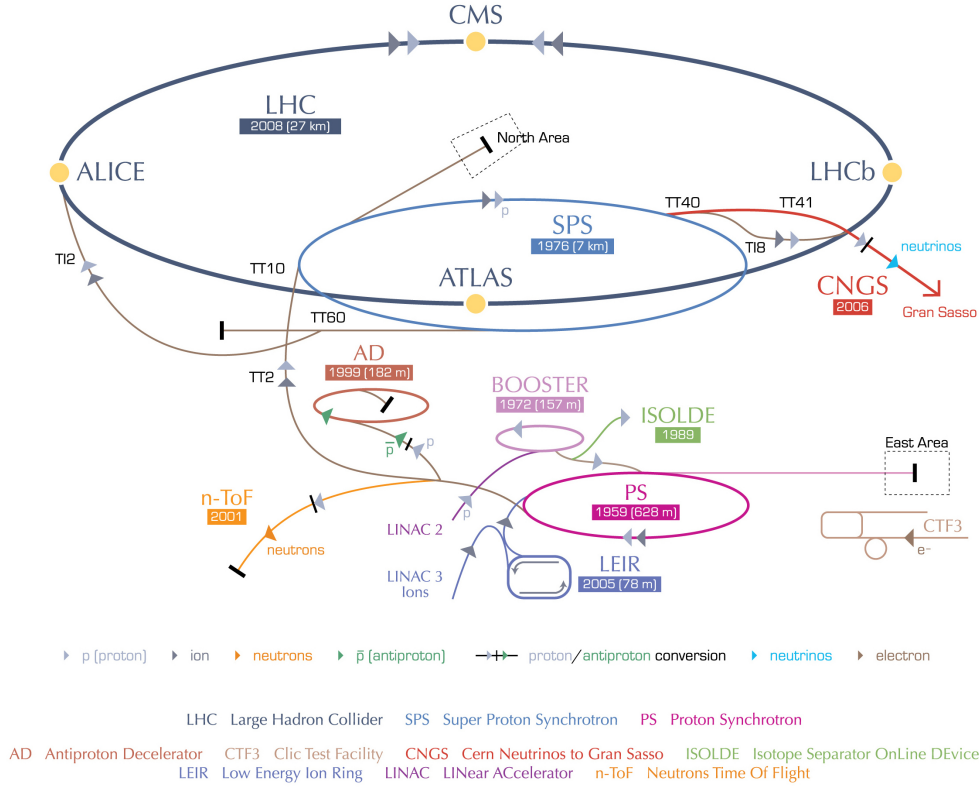 CMS
LHC
2008 (27 km)
North Area
ALICE
LHCb
TT40
TT41
p
SPS
1976 (7 km)
TI8
neutrinos
TI2
TT10
ATLAS
CNGS
2006
Gran Sasso
TT60
AD
1999 (182 m)
TT2
BOOSTER
1972 (157 m)
ISOLDE
1989
p
p̅
East Area
n-ToF
2001
PS
1959 (628 m)
p
LINAC 2
neutrons
CTF3
e-
LEIR
2005 (78 m)
LINAC 3
Ions
p (proton) ion neutrons p̅ (antiproton) proton/antiproton conversion neutrinos electron
LHC Large Hadron Collider SPS Super Proton Synchrotron PS Proton Synchrotron
AD Antiproton Decelerator CTF3 Clic Test Facility CNGS Cern Neutrinos to Gran Sasso ISOLDE Isotope Separator OnLine DEvice
LEIR Low Energy Ion Ring LINAC LINear ACcelerator n-ToF Neutrons Time Of Flight